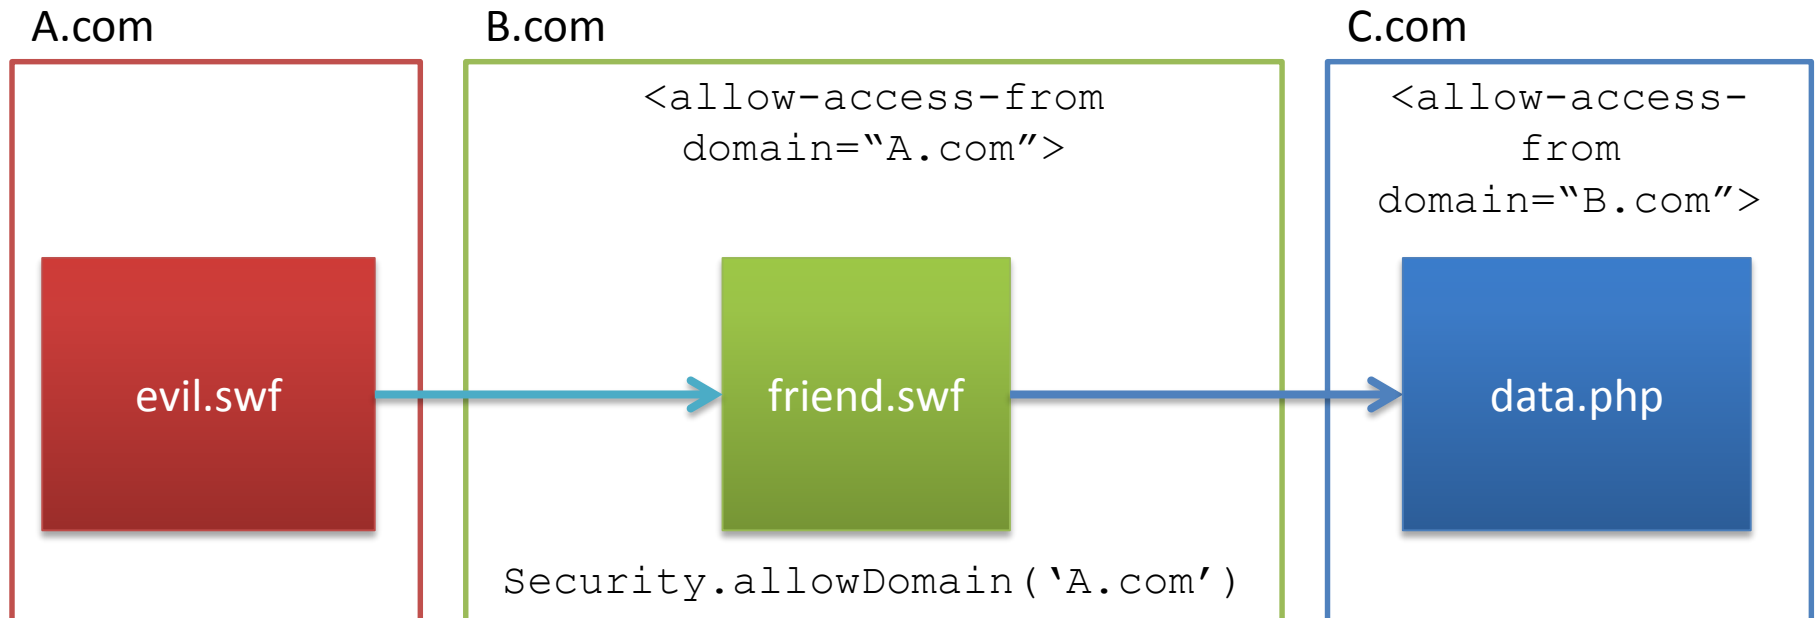 A.com
B.com
C.com
<allow-access-from
domain=“A.com”>
<allow-access-
from
domain=“B.com”>
evil.swf
friend.swf
data.php
Security.allowDomain(‘A.com’)